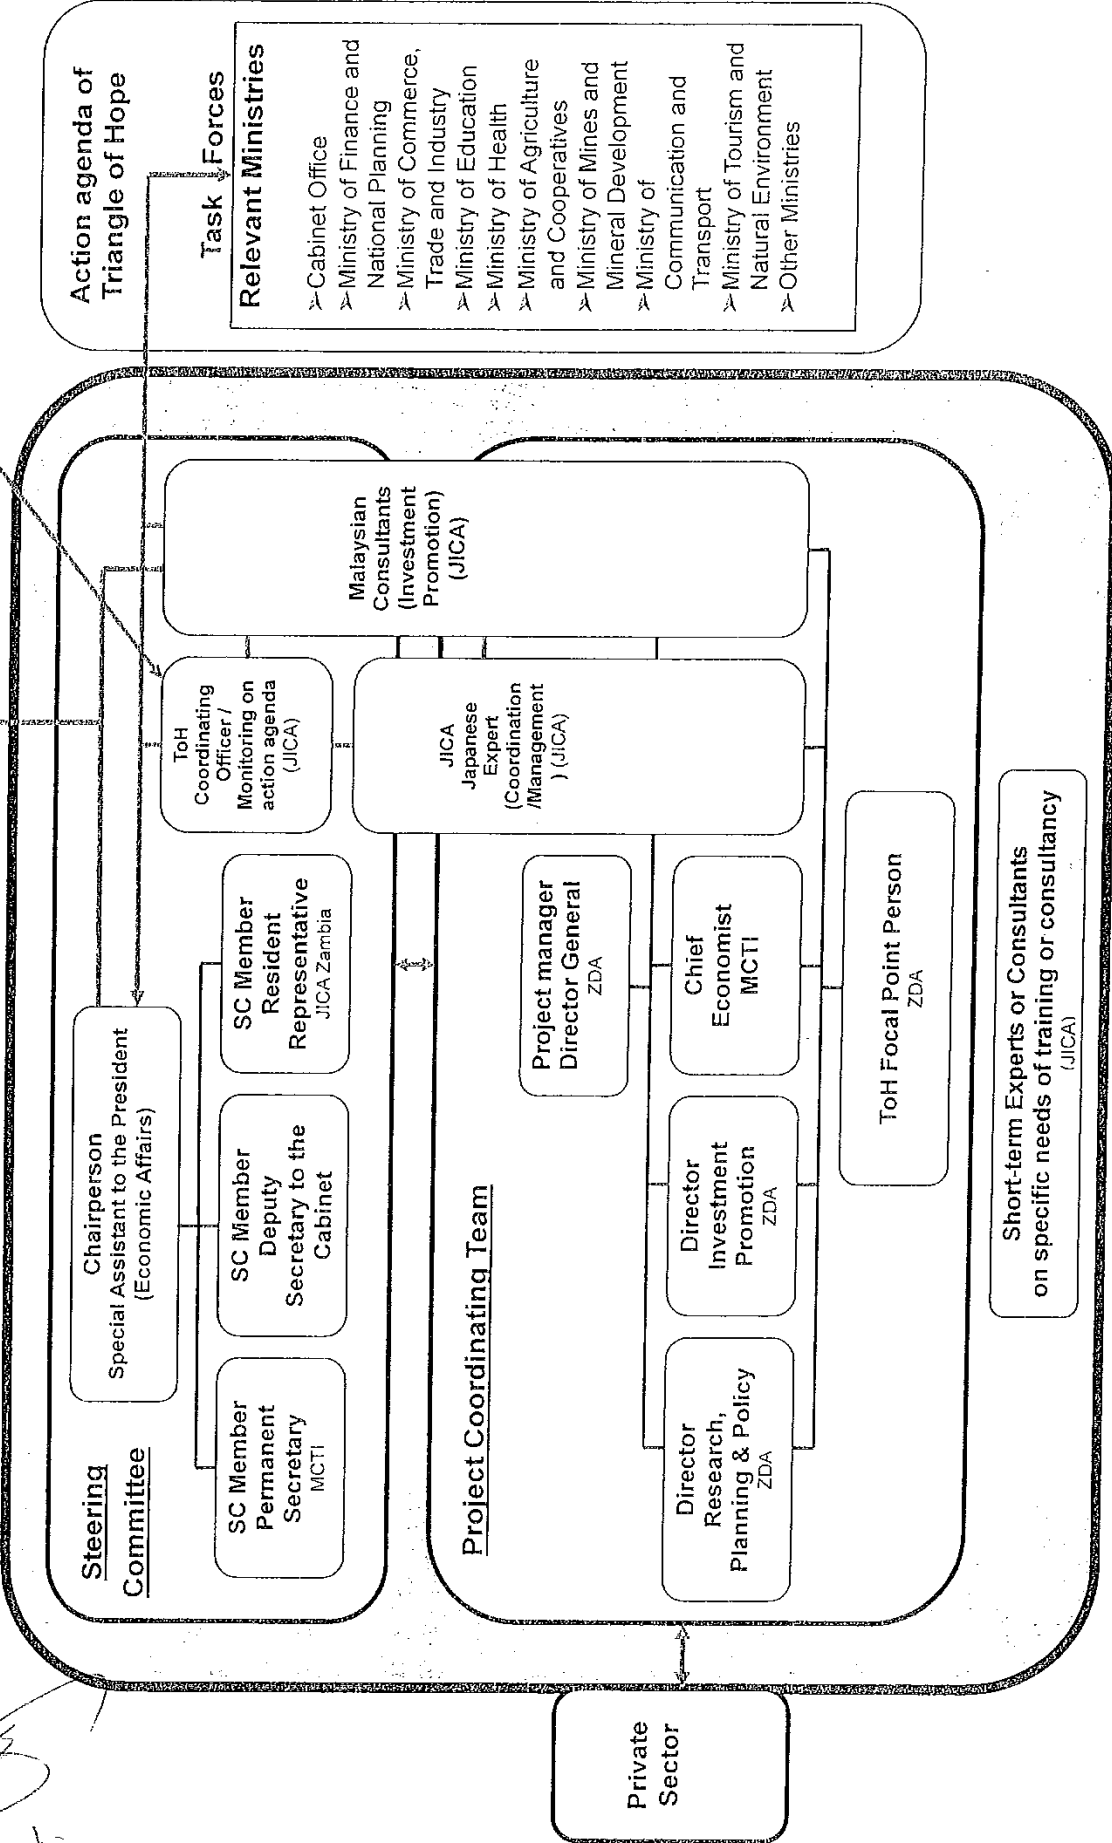 Steering
Committee
Chairperson
Special Assistant to the President
(Economic Affairs)
SC Member
Permanent
Secretary
MCTI
SC Member
Deputy
Secretary to the
Cabinet
SC Member
Resident
Representative
JICA Zambia
ToH
Coordinating
Officer /
Monitoring on
action agenda
(JICA)
Malaysian
Consultants
(Investment
Promotion)
(JICA)
JICA
Japanese
Expert
(Coordination
/Management
) (JICA)
Project Coordinating Team
Project manager
Director General
ZDA
Director
Research,
Planning & Policy
ZDA
Director
Investment
Promotion
ZDA
Chief
Economist
MCTI
ToH Focal Point Person
ZDA
Short-term Experts or Consultants
on specific needs of training or consultancy
(JICA)
Private
Sector
Action agenda of
Triangle of Hope
Task Forces
Relevant Ministries
➢Cabinet Office
➢Ministry of Finance and
National Planning
➢Ministry of Commerce,
Trade and Industry
➢Ministry of Education
➢Ministry of Health
➢Ministry of Agriculture
and Cooperatives
➢Ministry of Mines and
Mineral Development
➢Ministry of
Communication and
Transport
➢Ministry of Tourism and
Natural Environment
➢Other Ministries